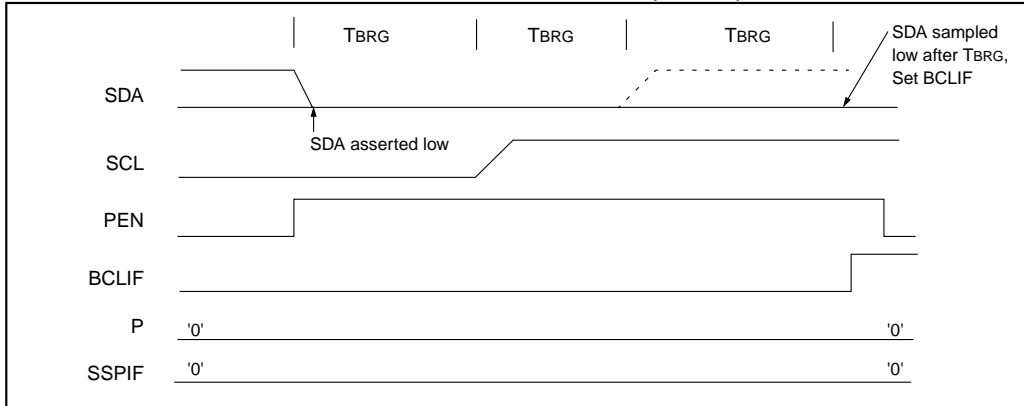 TBRG TBRG TBRG
SDA sampled
low after TBRG,
Set BCLIF
SDA
SDA asserted low
SCL
PEN
BCLIF
P '0' '0'
SSPIF '0' '0'